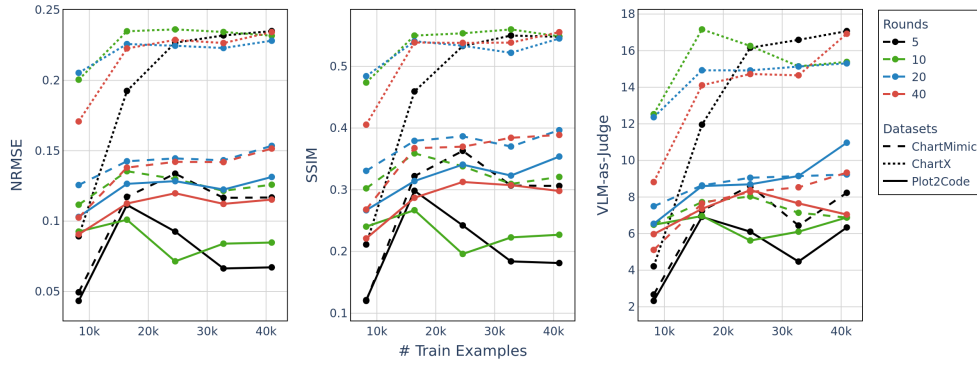 0.25
0.2
0.15
0.1
0.05
NRMSE
10k
20k
30k
40k
0.5
0.4
0.3
0.2
0.1
SSIM
10k
20k
30k
40k
# Train Examples
18
16
14
12
10
8
6
4
2
VLM-as-Judge
10k
20k
30k
40k
Rounds
5
10
20
40
Datasets
ChartMimic
ChartX
Plot2Code